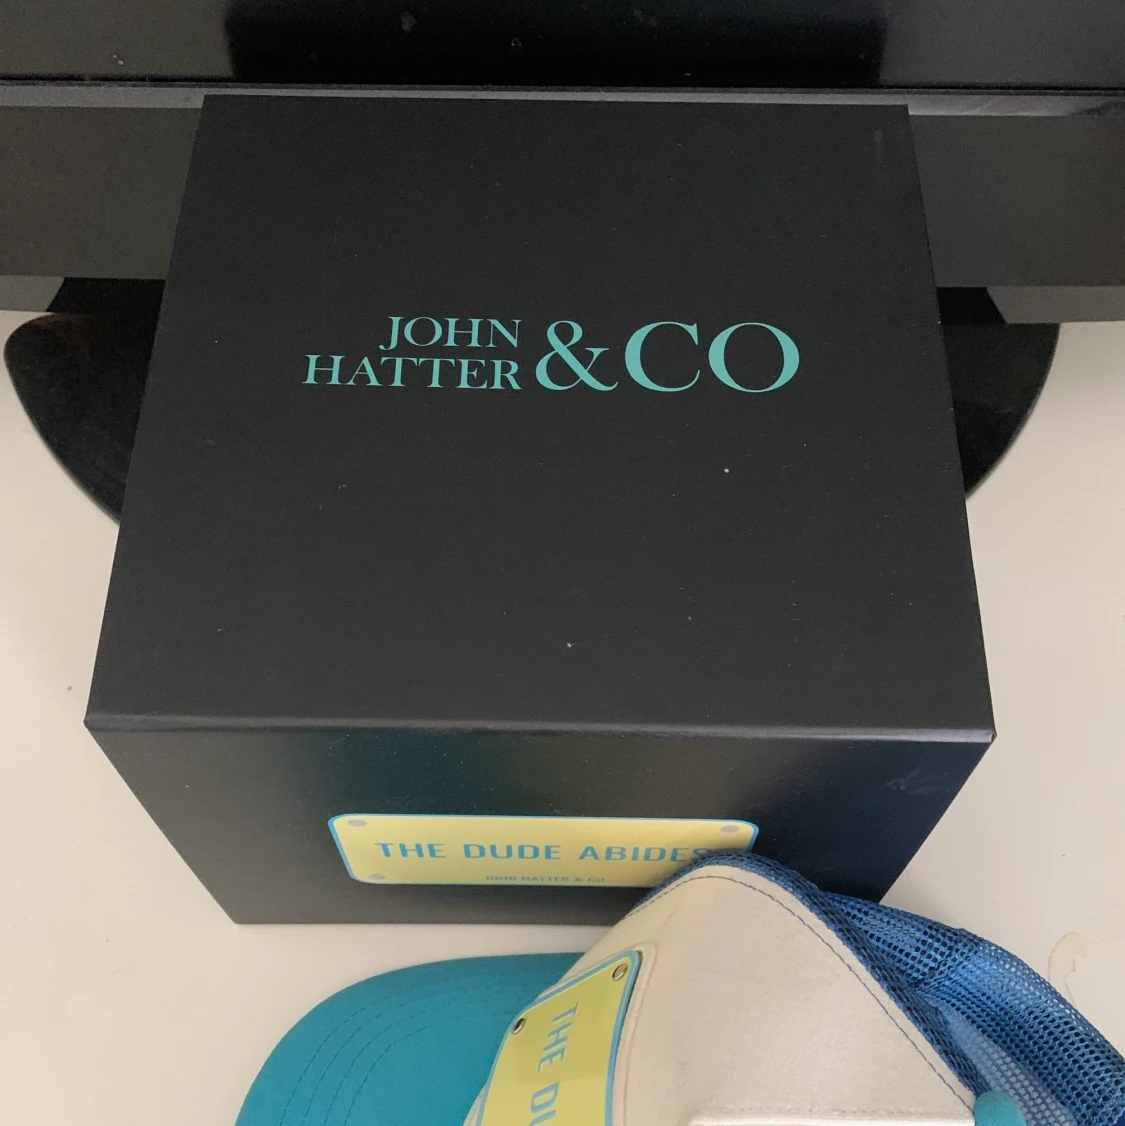 JOHN
HATTER &CO
THE DUDE ABIDES
JOHN HATTER & CO
THE DU